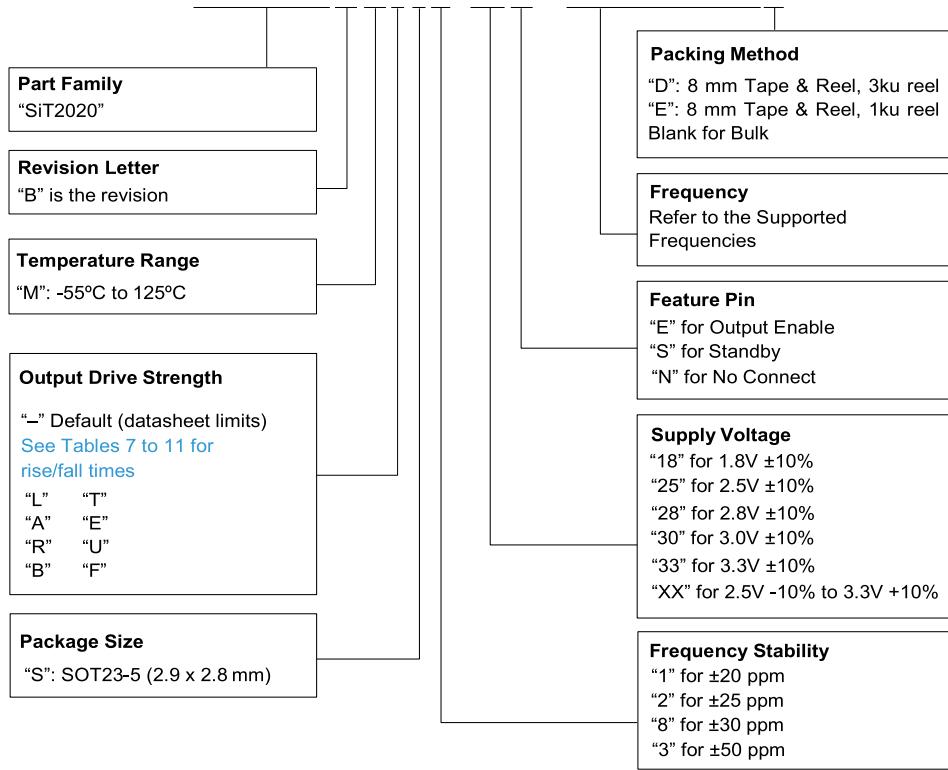 Part Family
“SiT2020”
Revision Letter
“B” is the revision
Temperature Range
“M”: -55ºC to 125ºC
Output Drive Strength
“–” Default (datasheet limits)
See Tables 7 to 11 for
rise/fall times
“L” “T”
“A” “E”
“R” “U”
“B” “F”
Package Size
“S”: SOT23-5 (2.9 x 2.8 mm)
Packing Method
“D”: 8 mm Tape & Reel, 3ku reel
“E”: 8 mm Tape & Reel, 1ku reel
Blank for Bulk
Frequency
Refer to the Supported
Frequencies
Feature Pin
“E” for Output Enable
“S” for Standby
“N” for No Connect
Supply Voltage
“18” for 1.8V ±10%
“25” for 2.5V ±10%
“28” for 2.8V ±10%
“30” for 3.0V ±10%
“33” for 3.3V ±10%
“XX” for 2.5V -10% to 3.3V +10%
Frequency Stability
“1” for ±20 ppm
“2” for ±25 ppm
“8” for ±30 ppm
“3” for ±50 ppm